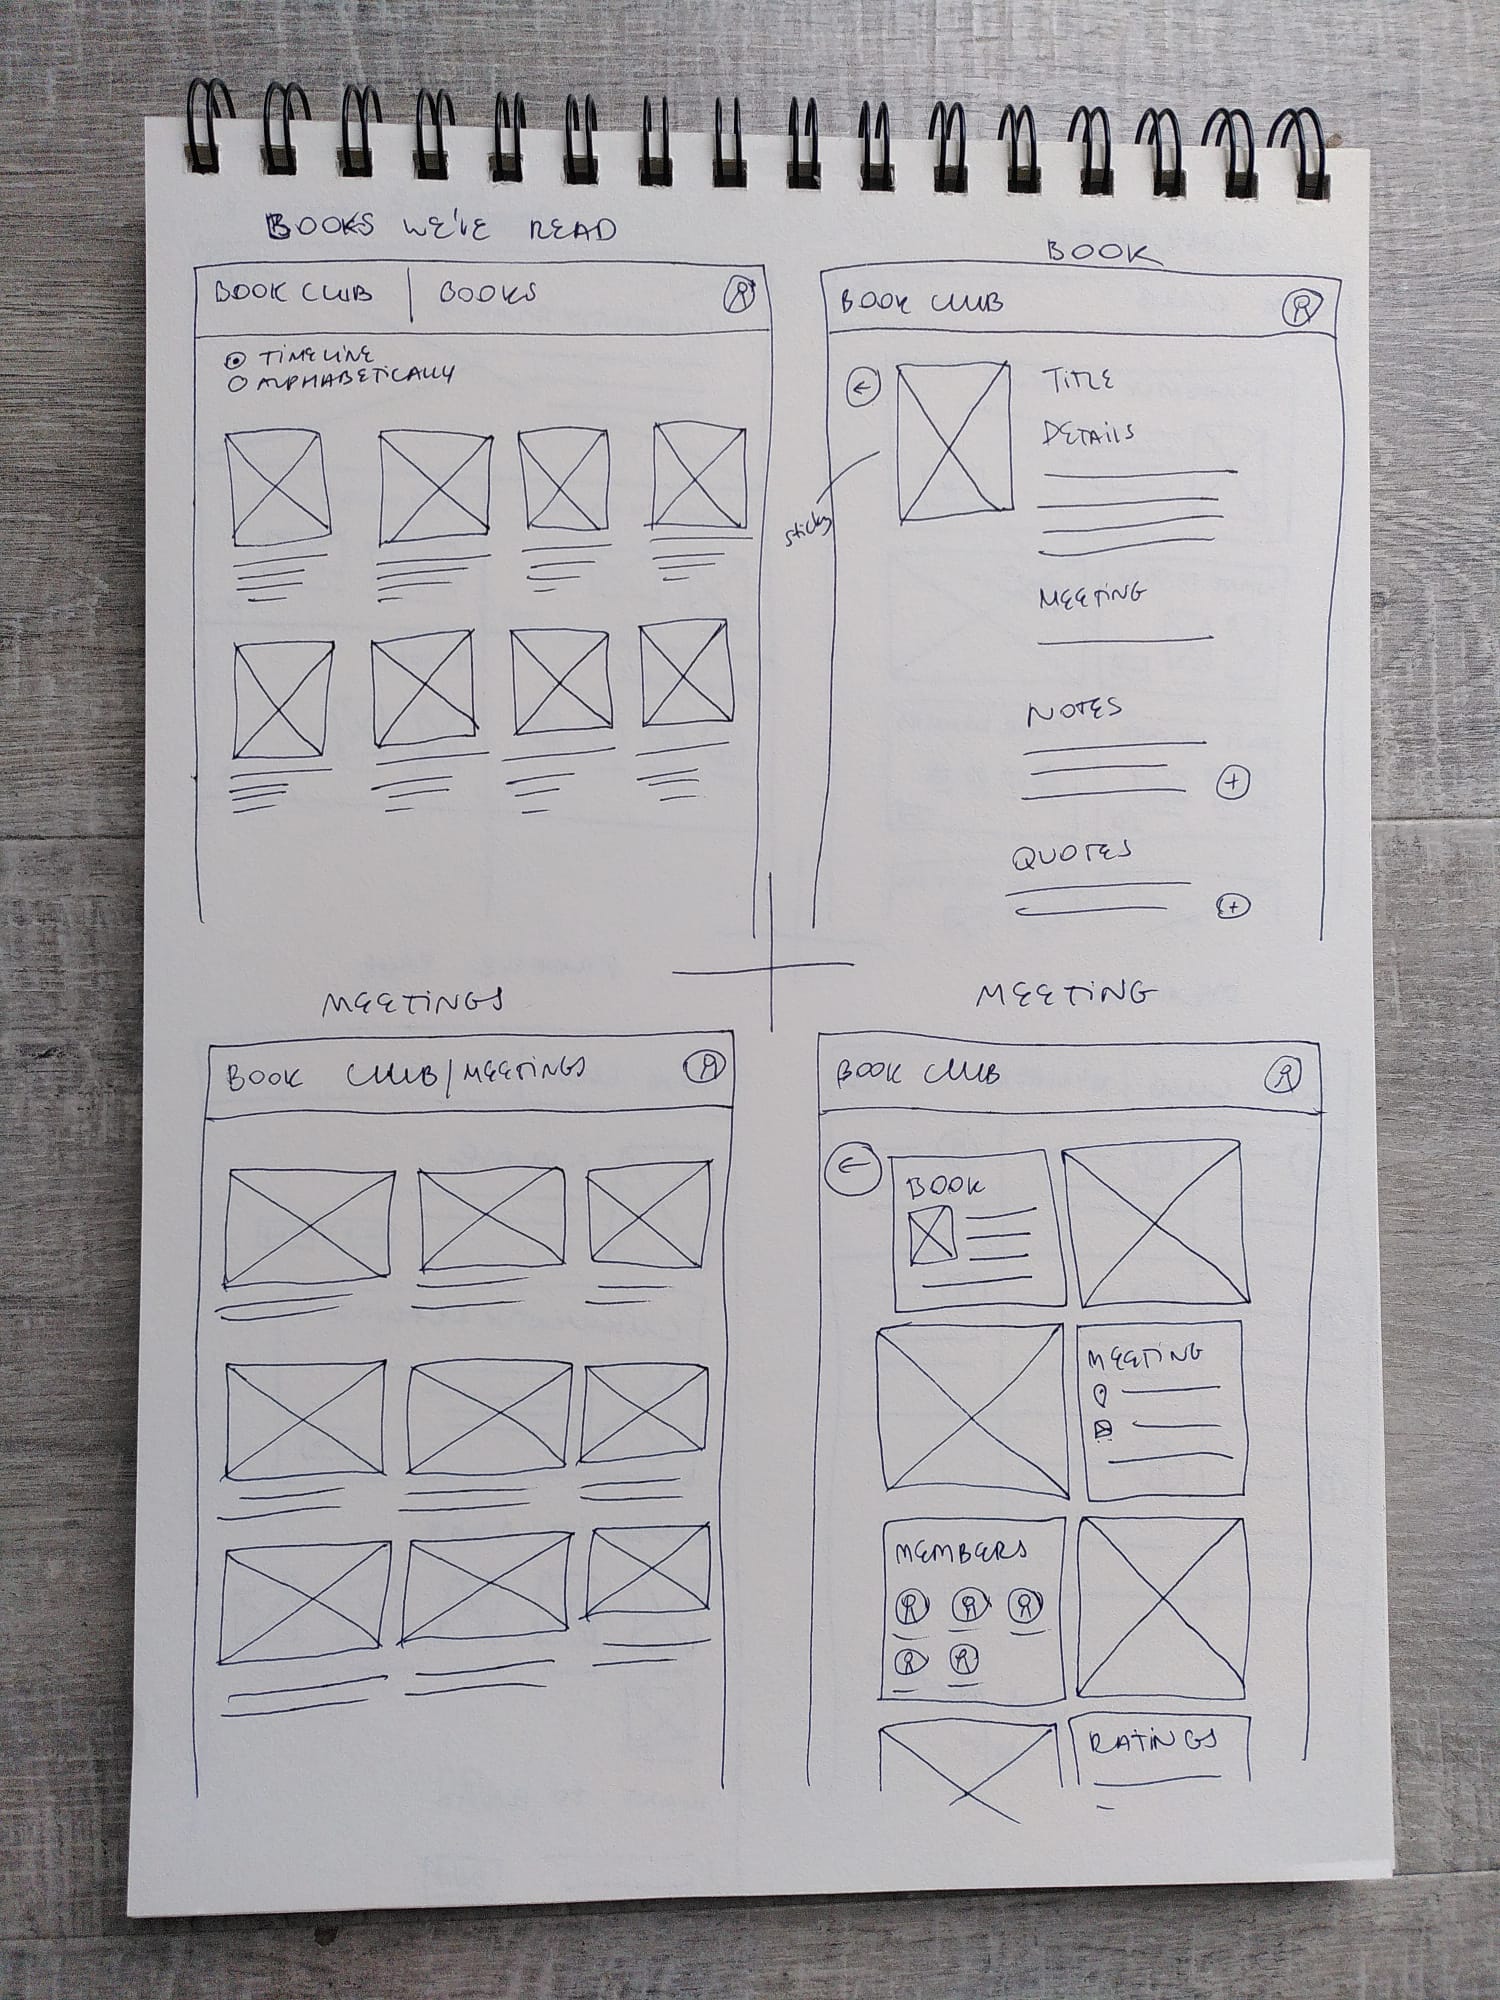 BOOKS WE'VE READ
BOOK CLUB | BOOKS
TIMELINE
ALPHABETICALLY
BOOK
BOOK CLUB
TITLE
DETAILS
sticky
MEETING
NOTES
+
QUOTES
+
MEETINGS
BOOK CLUB/MEETINGS
MEETING
BOOK CLUB
BOOK
MEETING
MEMBERS
RATINGS